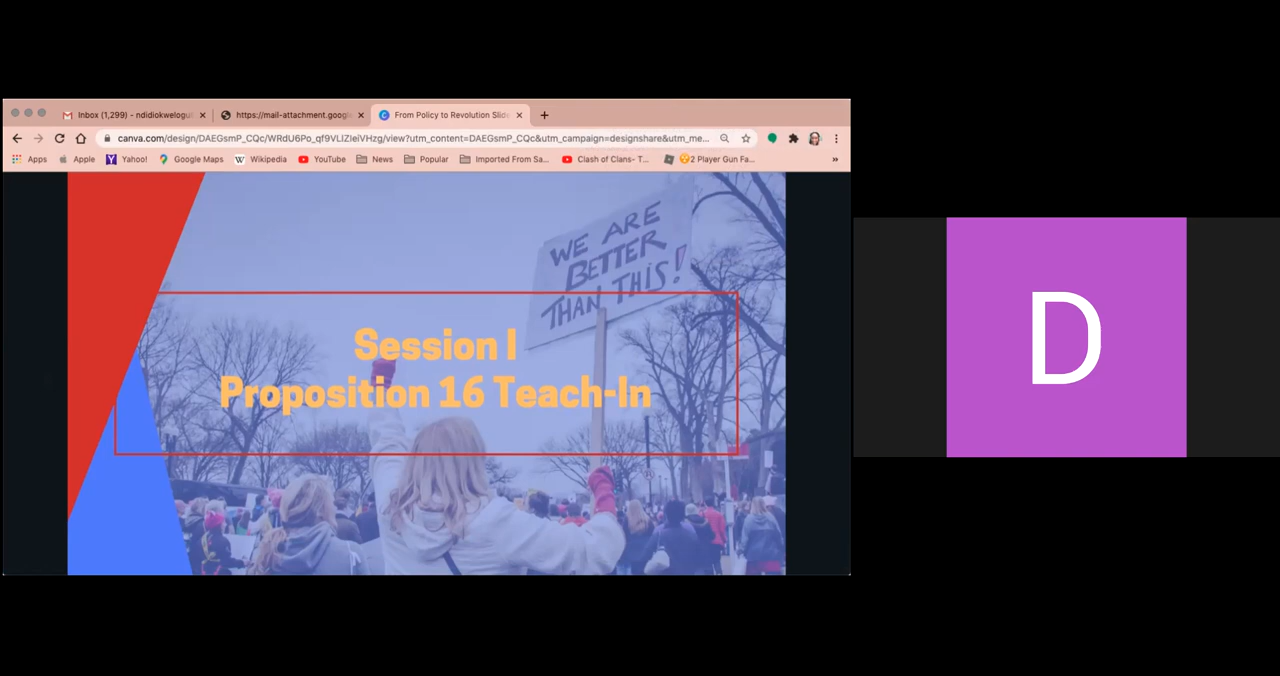 Inbox (1,299) - ndidiokwelogu
https://mail-attachment.googl
From Policy to Revolution Slide
canva.com/design/DAEGsmP_CQc/WRdU6Po_qf9VLIZIeiVHzg/view?utm_content=DAEGsmP_CQc&utm_campaign=designshare&utm_me...
Apps
Apple
Yahoo!
Google Maps
Wikipedia
YouTube
News
Popular
Imported From Sa...
Clash of Clans- T...
2 Player Gun Fa...
»
WE ARE
BETTER
THAN THIS!
Session I
Proposition 16 Teach-In
D